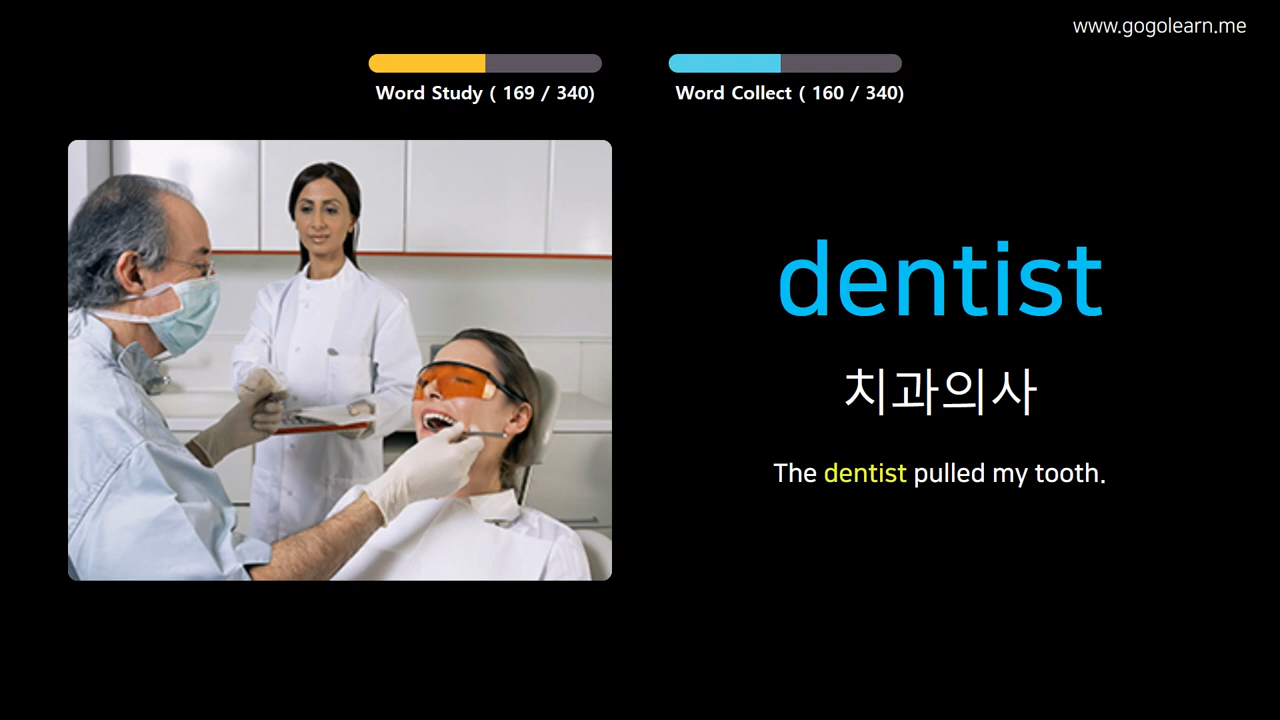 www.gogolearn.me
Word Study ( 169 / 340)
Word Collect ( 160 / 340)
dentist
치과의사
The dentist pulled my tooth.